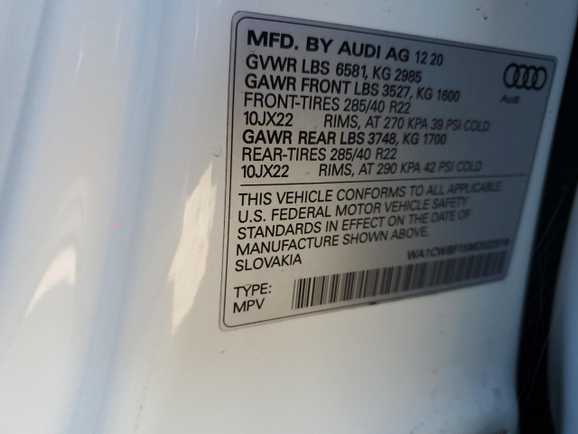 MFD. BY AUDI AG 12 20
GVWR LBS 6581, KG 2985
GAWR FRONT LBS 3527, KG 1600
FRONT-TIRES 285/40 R22
10JX22 RIMS, AT 270 KPA 39 PSI COLD
GAWR REAR LBS 3748, KG 1700
REAR-TIRES 285/40 R22
10JX22 RIMS, AT 290 KPA 42 PSI COLD
Audi
THIS VEHICLE CONFORMS TO ALL APPLICABLE
U.S. FEDERAL MOTOR VEHICLE SAFETY
STANDARDS IN EFFECT ON THE DATE OF
MANUFACTURE SHOWN ABOVE.
SLOVAKIA
TYPE:
MPV